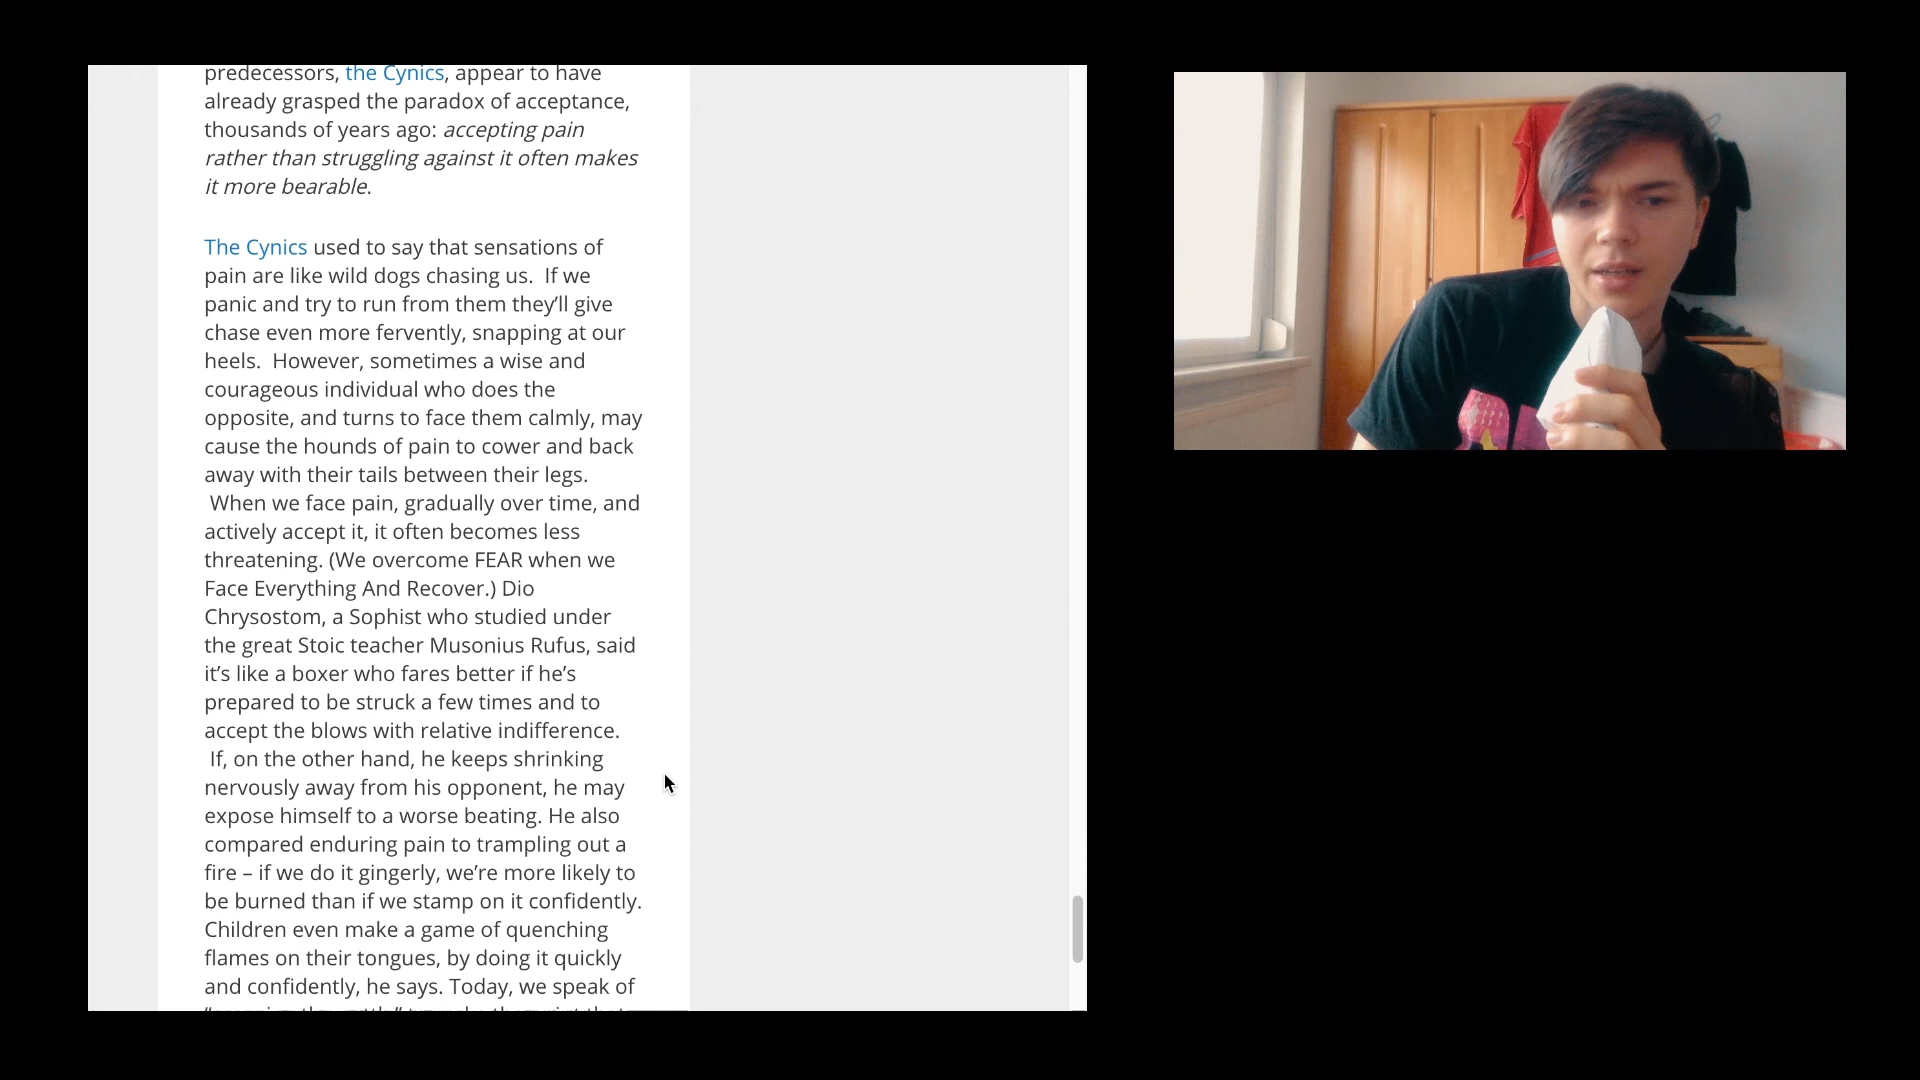 predecessors, the Cynics, appear to have
already grasped the paradox of acceptance,
thousands of years ago: accepting pain
rather than struggling against it often makes
it more bearable.
The Cynics used to say that sensations of
pain are like wild dogs chasing us.  If we
panic and try to run from them they’ll give
chase even more fervently, snapping at our
heels.  However, sometimes a wise and
courageous individual who does the
opposite, and turns to face them calmly, may
cause the hounds of pain to cower and back
away with their tails between their legs.
When we face pain, gradually over time, and
actively accept it, it often becomes less
threatening. (We overcome FEAR when we
Face Everything And Recover.) Dio
Chrysostom, a Sophist who studied under
the great Stoic teacher Musonius Rufus, said
it’s like a boxer who fares better if he’s
prepared to be struck a few times and to
accept the blows with relative indifference.
If, on the other hand, he keeps shrinking
nervously away from his opponent, he may
expose himself to a worse beating. He also
compared enduring pain to trampling out a
fire – if we do it gingerly, we’re more likely to
be burned than if we stamp on it confidently.
Children even make a game of quenching
flames on their tongues, by doing it quickly
and confidently, he says. Today, we speak of